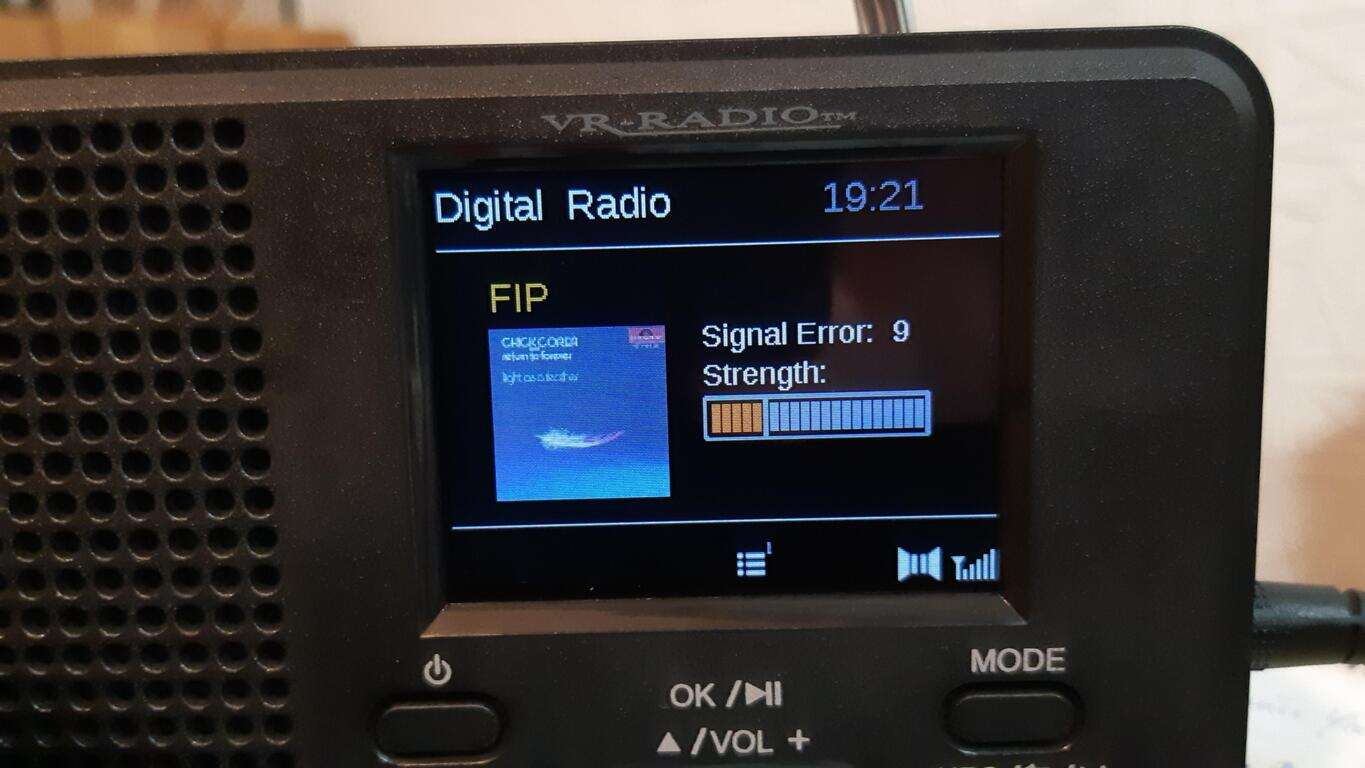 VR-RADIO™
Digital Radio 19:21
FIP
CHICK COREA
return to forever
light as a feather
Signal Error: 9
Strength:
MODE
OK /
/VOL +